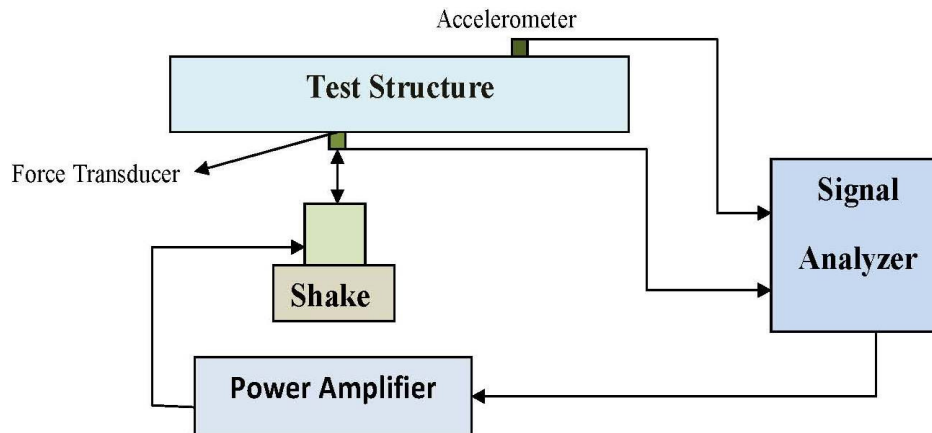 Accelerometer
Test Structure
Force Transducer
Signal
Analyzer
Shake
Power Amplifier